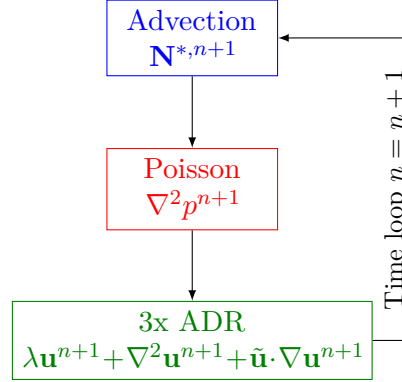 Advection
N*,n+1
Poisson
∇²pⁿ⁺¹
3x ADR
λuⁿ⁺¹+∇²uⁿ⁺¹+ũ·∇uⁿ⁺¹
Time loop n = n + 1